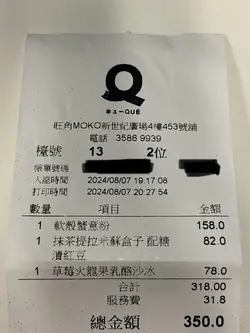 Q
キューQUÉ
旺角MOKO新世紀廣場4樓453號舖
電話 3586 9939
檯號 13 2位
帳單號碼
入座時間 2024/08/07 19:17:08
打印時間 2024/08/07 20:27:54
數量 項目 金額
1 軟殼蟹意粉 158.0
1 抹茶提拉米蘇盒子 配糖 82.0
漬紅豆
1 草莓火龍果乳酪沙冰 78.0
合計 318.00
服務費 31.8
總金額 350.0